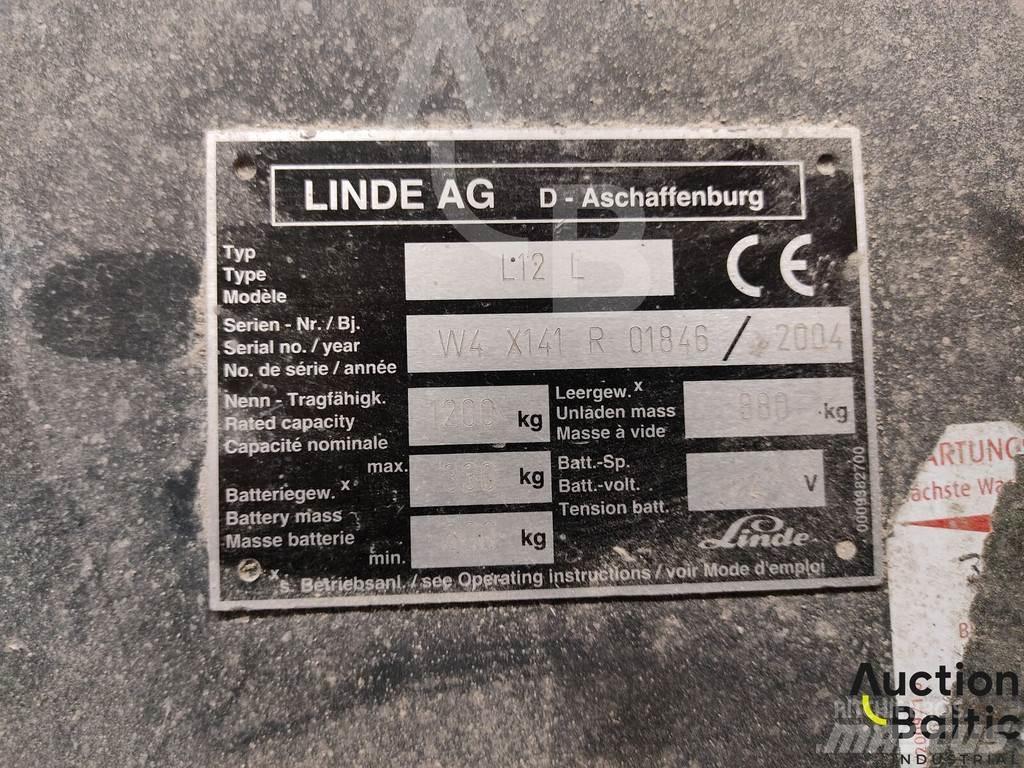 LINDE AG D - Aschaffenburg
Typ
Type
Modèle
L12 L
CE
Serien - Nr. / Bj.
Serial no. / year
No. de série / année
W4 X141 R 01846 / 2004
Nenn - Tragfähigk.
Rated capacity
Capacité nominale
1200 kg
Leergew. x
Unladen mass
Masse à vide
880 kg
max.
Batteriegew. x
Battery mass
Masse batterie
min.
kg
kg
Batt.-Sp.
Batt.-volt.
Tension batt.
V
0009382700
Linde
x s. Betriebsanl. / see Operating instructions / voir Mode d'emploi
ARTUNG
ächste
Auction
Baltic
INDUSTRIAL